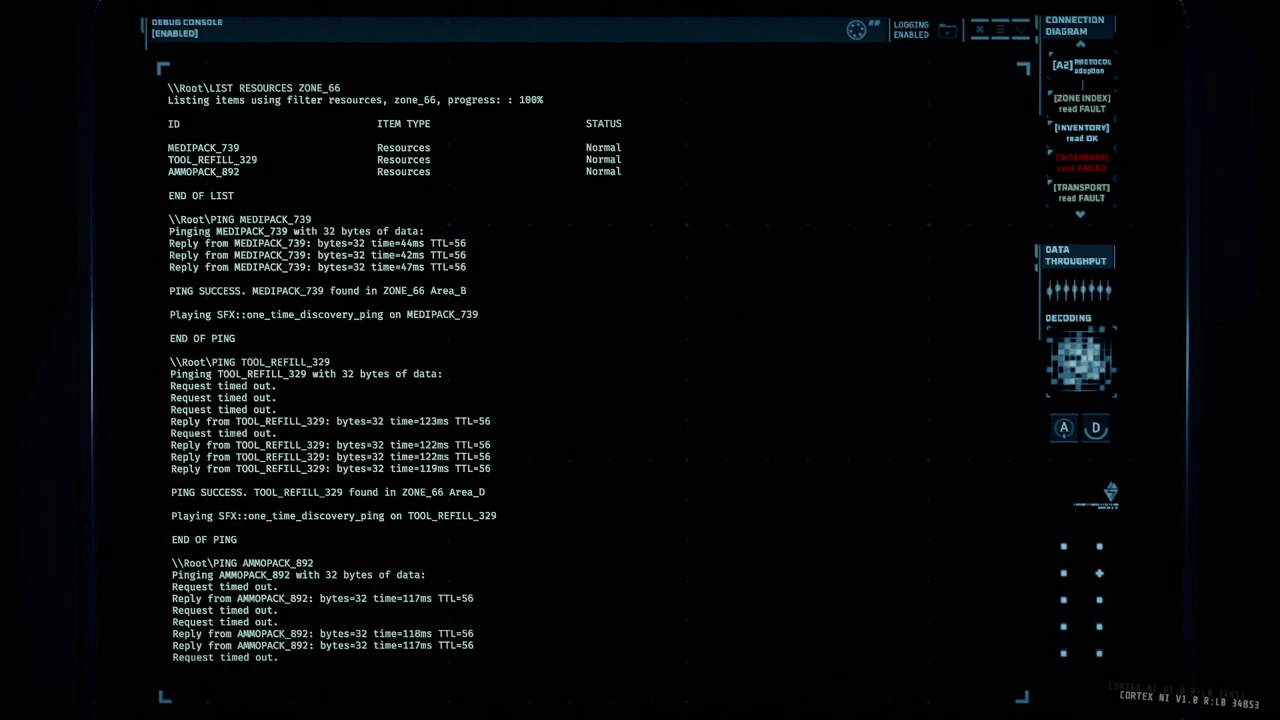 DEBUG CONSOLE
[ENABLED]
LOGGING
ENABLED
\\Root\LIST RESOURCES ZONE_66
Listing items using filter resources, zone_66, progress: : 100%
ID ITEM TYPE STATUS
MEDIPACK_739 Resources Normal
TOOL_REFILL_329 Resources Normal
AMMOPACK_892 Resources Normal
END OF LIST
\\Root\PING MEDIPACK_739
Pinging MEDIPACK_739 with 32 bytes of data:
Reply from MEDIPACK_739: bytes=32 time=44ms TTL=56
Reply from MEDIPACK_739: bytes=32 time=42ms TTL=56
Reply from MEDIPACK_739: bytes=32 time=47ms TTL=56
PING SUCCESS. MEDIPACK_739 found in ZONE_66 Area_B
Playing SFX::one_time_discovery_ping on MEDIPACK_739
END OF PING
\\Root\PING TOOL_REFILL_329
Pinging TOOL_REFILL_329 with 32 bytes of data:
Request timed out.
Request timed out.
Request timed out.
Reply from TOOL_REFILL_329: bytes=32 time=123ms TTL=56
Request timed out.
Reply from TOOL_REFILL_329: bytes=32 time=122ms TTL=56
Reply from TOOL_REFILL_329: bytes=32 time=122ms TTL=56
Reply from TOOL_REFILL_329: bytes=32 time=119ms TTL=56
PING SUCCESS. TOOL_REFILL_329 found in ZONE_66 Area_D
Playing SFX::one_time_discovery_ping on TOOL_REFILL_329
END OF PING
\\Root\PING AMMOPACK_892
Pinging AMMOPACK_892 with 32 bytes of data:
Request timed out.
Reply from AMMOPACK_892: bytes=32 time=117ms TTL=56
Request timed out.
Request timed out.
Reply from AMMOPACK_892: bytes=32 time=118ms TTL=56
Reply from AMMOPACK_892: bytes=32 time=117ms TTL=56
Request timed out.
CONNECTION
DIAGRAM
[A2] PROTOCOL
adaption
[ZONE INDEX]
read FAULT
[INVENTORY]
read OK
[INTERBASE]
read FAILED
[TRANSPORT]
read FAULT
DATA
THROUGHPUT
DECODING
A D
CORTEX NI V1.0 R:L0 34853